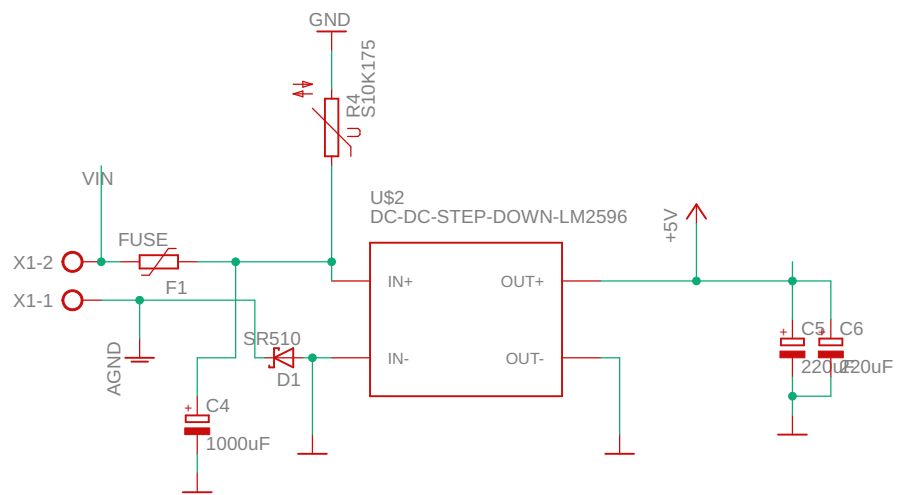 GND
R4
S10K175
U
VIN
U$2
DC-DC-STEP-DOWN-LM2596
+5V
FUSE
X1-2
F1
IN+
OUT+
X1-1
AGND
SR510
D1
IN-
OUT-
+
C5
+
C6
220uF
220uF
+
C4
1000uF